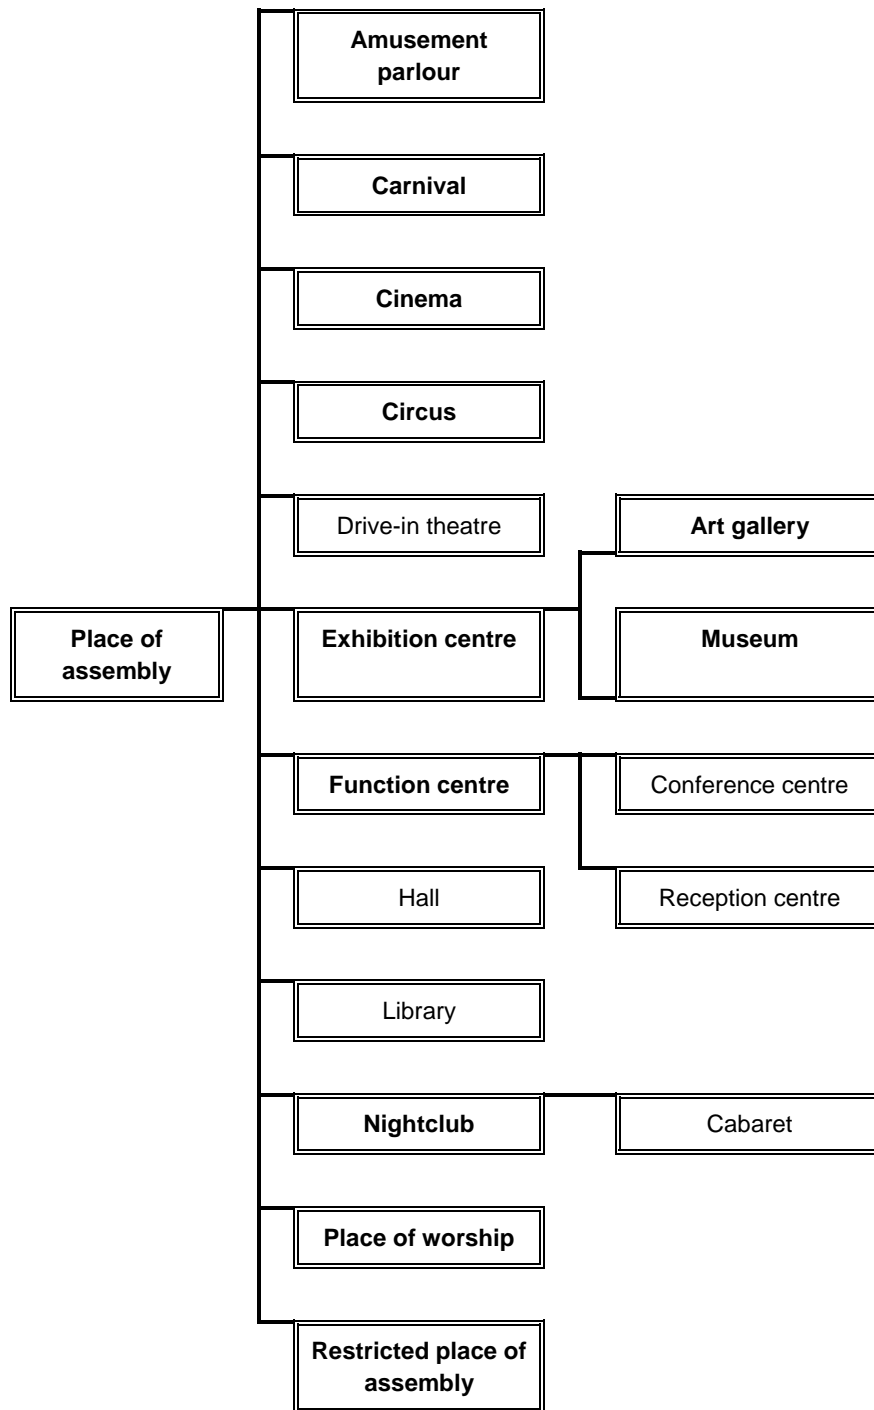 Amusement
parlour
Carnival
Cinema
Circus
Drive-in theatre
Art gallery
Place of
assembly
Exhibition centre
Museum
Function centre
Conference centre
Hall
Reception centre
Library
Nightclub
Cabaret
Place of worship
Restricted place of
assembly